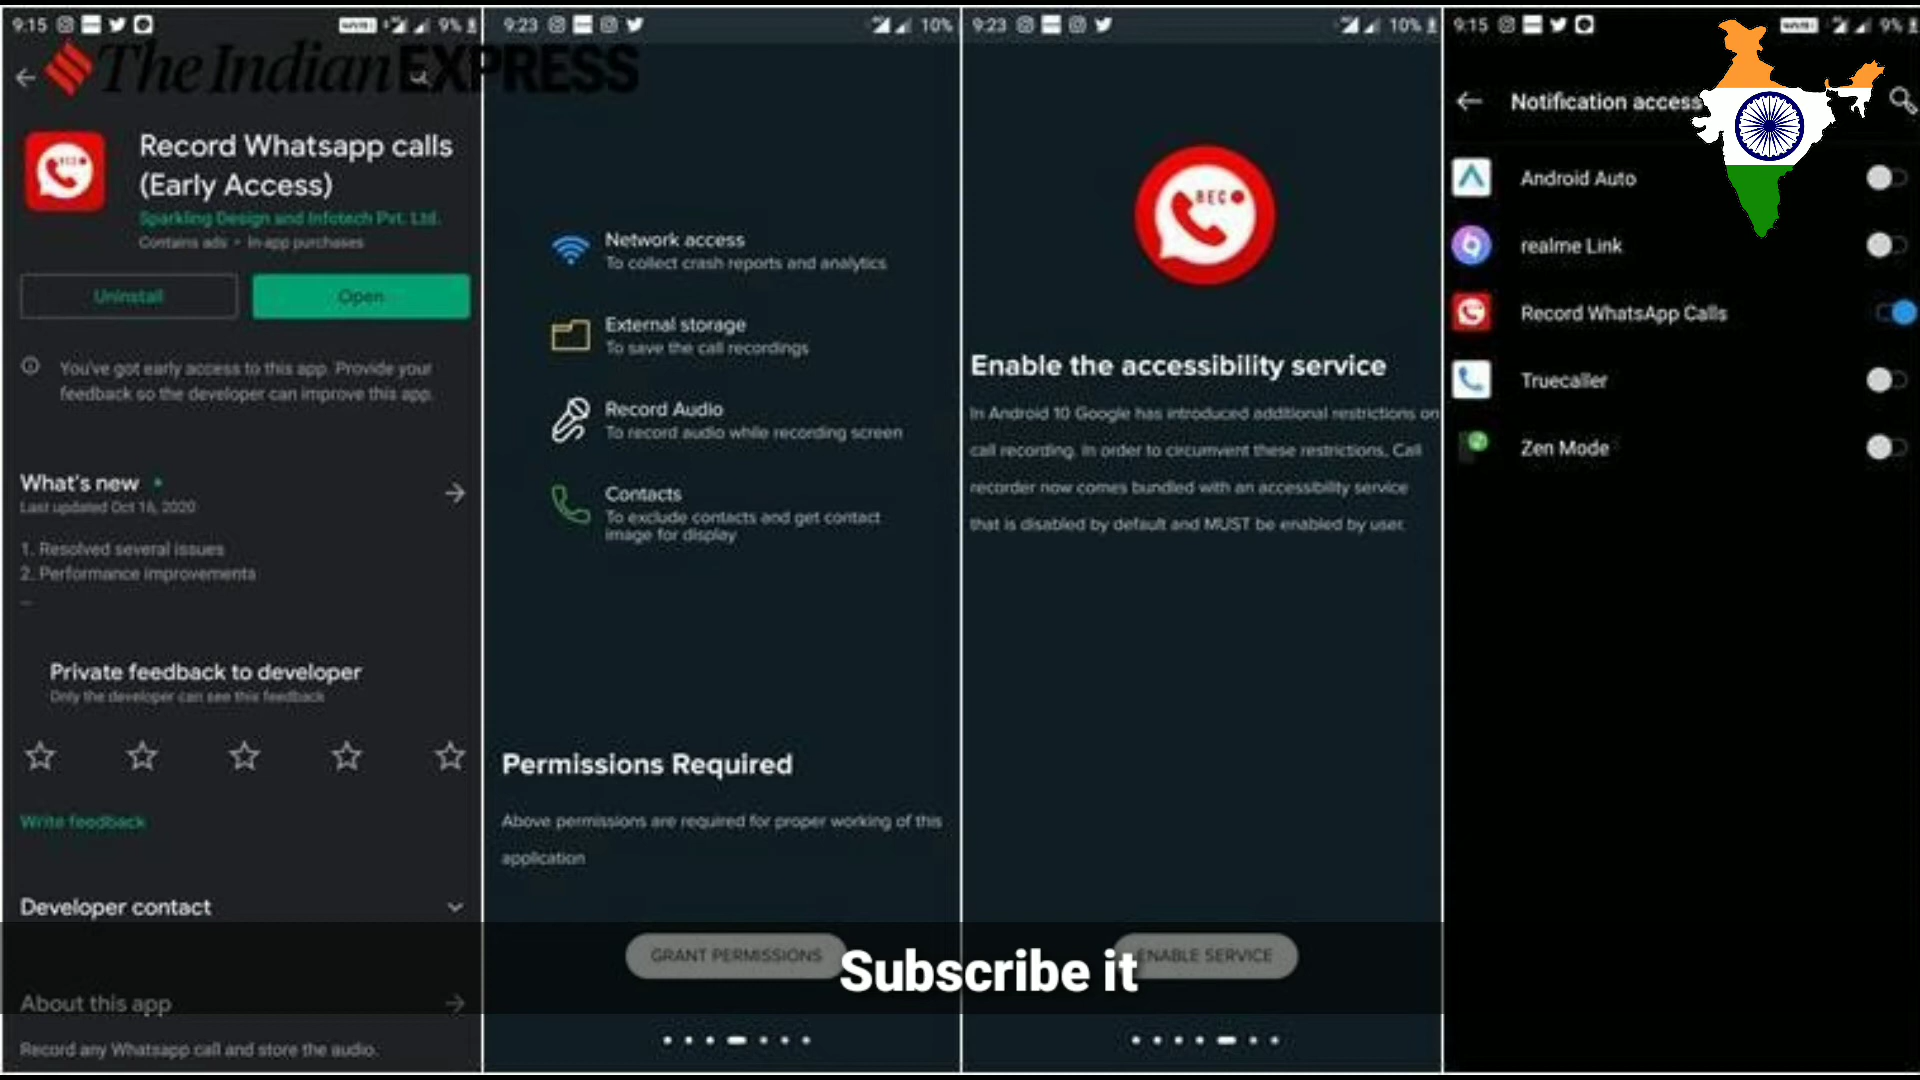 9:15
9%
The Indian EXPRESS
Record Whatsapp calls
(Early Access)
Sparkling Design and Infotech Pvt. Ltd.
Contains ads • In-app purchases
Uninstall
Open
You've got early access to this app. Provide your
feedback so the developer can improve this app.
What's new
Last updated Oct 16, 2020
1. Resolved several issues
2. Performance improvements
...
Private feedback to developer
Only the developer can see this feedback
Write feedback
Developer contact
About this app
Record any Whatsapp call and store the audio.
9:23
10%
Network access
To collect crash reports and analytics
External storage
To save the call recordings
Record Audio
To record audio while recording screen
Contacts
To exclude contacts and get contact
image for display
Permissions Required
Above permissions are required for proper working of this
application
GRANT PERMISSIONS
9:23
10%
REC
Enable the accessibility service
In Android 10 Google has introduced additional restrictions on
call recording. In order to circumvent these restrictions, Call
recorder now comes bundled with an accessibility service
that is disabled by default and MUST be enabled by user.
ENABLE SERVICE
Subscribe it
9:15
9%
Notification access
Android Auto
realme Link
Record WhatsApp Calls
Truecaller
Zen Mode